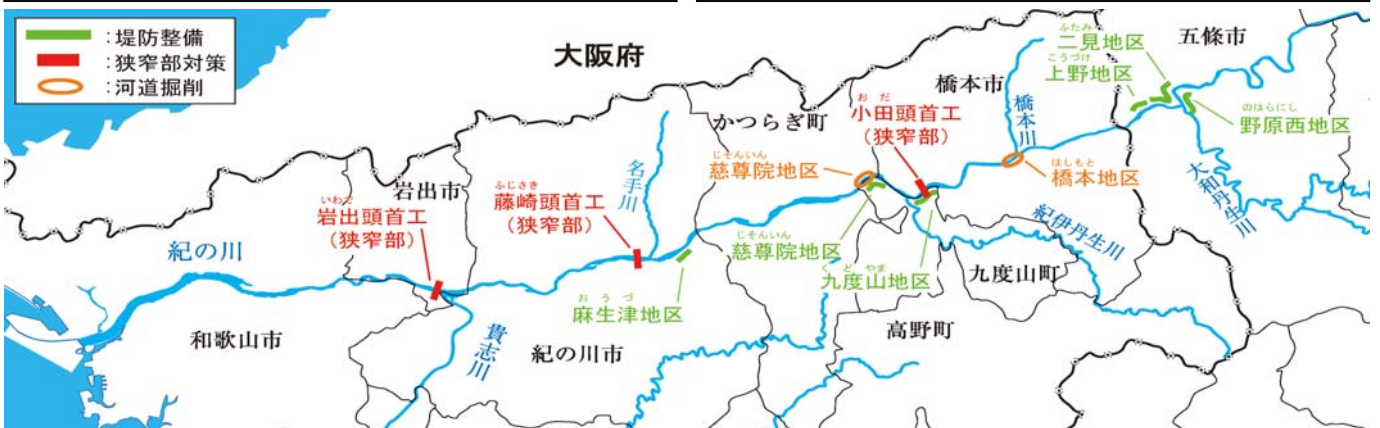 ：堤防整備
：狭窄部対策
：河道掘削
大阪府
ふたみ
二見地区
五條市
こうづけ
上野地区
橋本市
おだ
小田頭首工
（狭窄部）
かつらぎ町
橋本川
のはらにし
野原西地区
岩出市
名手川
じそんいん
慈尊院地区
はしもと
橋本地区
大和丹生川
いわで
岩出頭首工
（狭窄部）
ふじさき
藤崎頭首工
（狭窄部）
紀の川
紀伊丹生川
じそんいん
慈尊院地区
くどやま
九度山地区
九度山町
おうづ
麻生津地区
和歌山市
貴志川
紀の川市
高野町